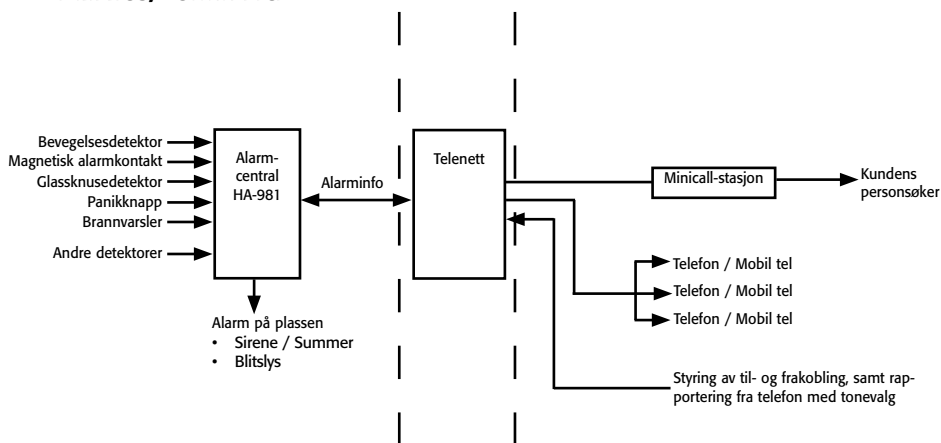 Bevegelsesdetektor
Magnetisk alarmkontakt
Glassknusedetektor
Panikknapp
Brannvarsler
Andre detektorer
Alarm-
central
HA-981
Alarminfo
Telenett
Minicall-stasjon
Kundens
personsøker
Telefon / Mobil tel
Telefon / Mobil tel
Telefon / Mobil tel
Alarm på plassen
• Sirene / Summer
• Blitslys
Styring av til- og frakobling, samt rap-
portering fra telefon med tonevalg